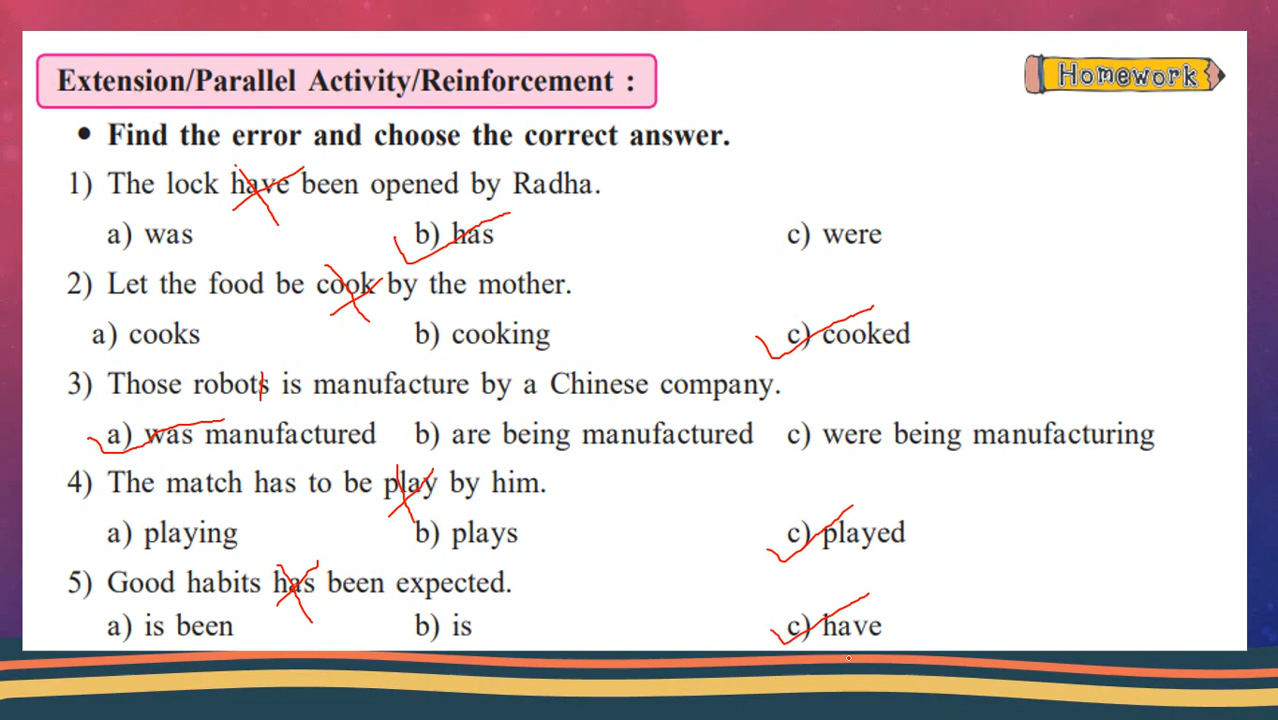 Extension/Parallel Activity/Reinforcement :
Homework
• Find the error and choose the correct answer.
1) The lock have been opened by Radha.
a) was b) has c) were
2) Let the food be cook by the mother.
a) cooks b) cooking c) cooked
3) Those robots is manufacture by a Chinese company.
a) was manufactured b) are being manufactured c) were being manufacturing
4) The match has to be play by him.
a) playing b) plays c) played
5) Good habits has been expected.
a) is been b) is c) have